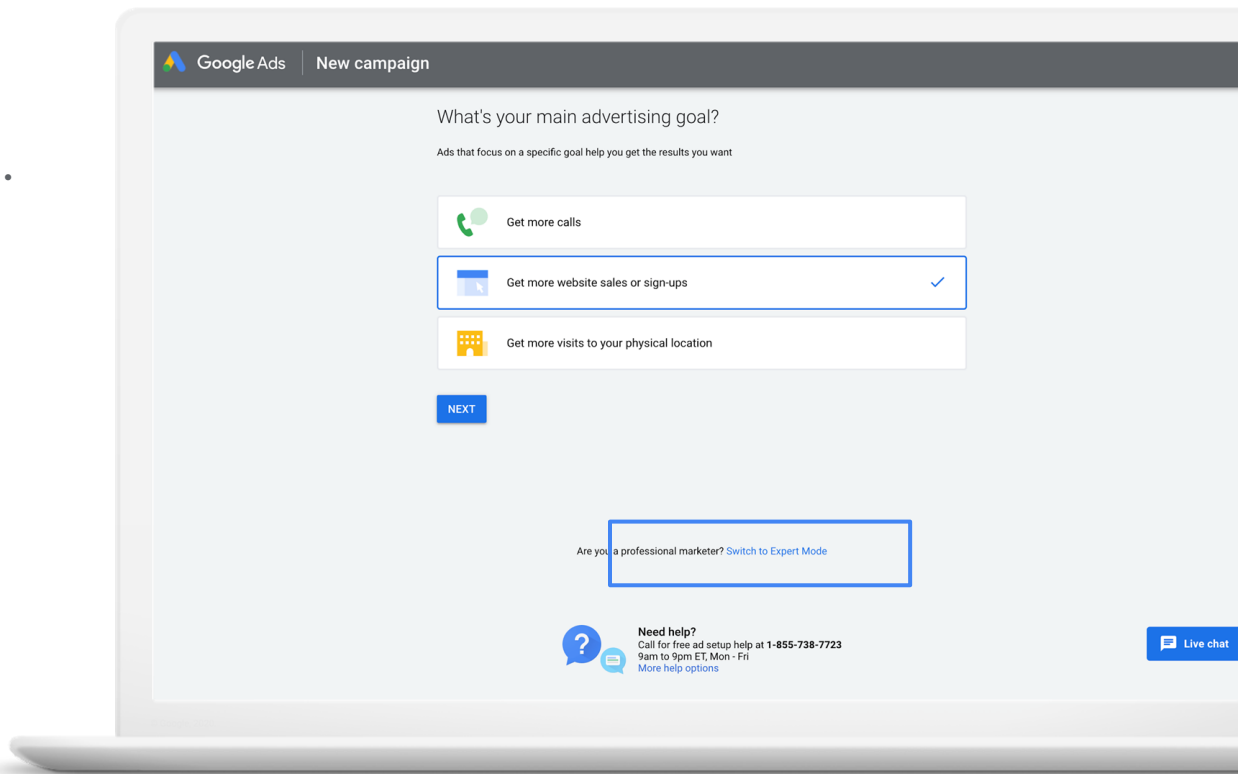 Google Ads | New campaign
What's your main advertising goal?
Ads that focus on a specific goal help you get the results you want
Get more calls
Get more website sales or sign-ups
Get more visits to your physical location
NEXT
Are you a professional marketer? Switch to Expert Mode
Need help?
Call for free ad setup help at 1-855-738-7723
9am to 9pm ET, Mon - Fri
More help options
Live chat